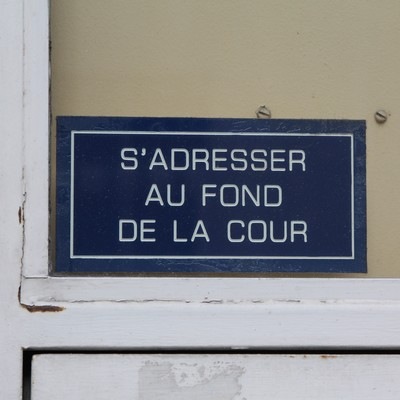 S'ADRESSER
AU FOND
DE LA COUR